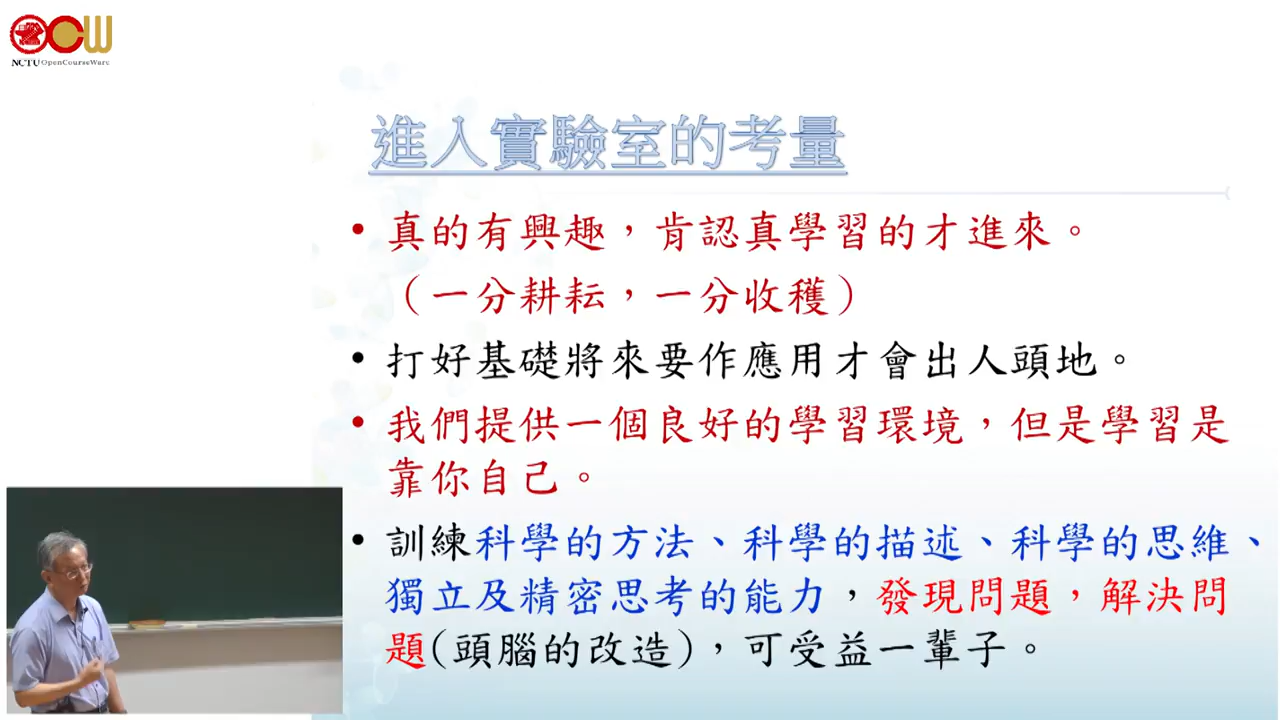 OCW
NCTU OpenCourseWare
進入實驗室的考量
• 真的有興趣，肯認真學習的才進來。
（一分耕耘，一分收穫）
• 打好基礎將來要作應用才會出人頭地。
• 我們提供一個良好的學習環境，但是學習是
靠你自己。
• 訓練科學的方法、科學的描述、科學的思維、
獨立及精密思考的能力，發現問題，解決問
題(頭腦的改造)，可受益一輩子。